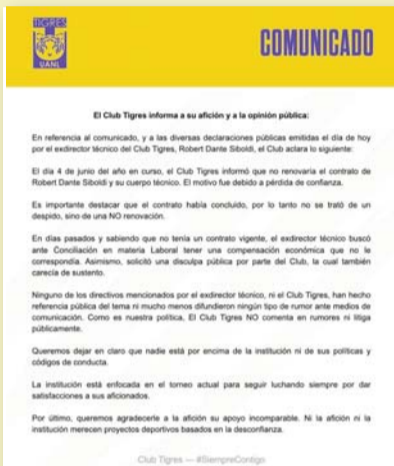 TIGRES
UANL
COMUNICADO
El Club Tigres informa a su afición y a la opinión pública:
En referencia al comunicado, y a las diversas declaraciones públicas emitidas el día de hoy
por el exdirector técnico del Club Tigres, Robert Dante Siboldi, el Club aclara lo siguiente:
El día 4 de junio del año en curso, el Club Tigres informó que no renovaría el contrato de
Robert Dante Siboldi y su cuerpo técnico. El motivo fue debido a pérdida de confianza.
Es importante destacar que el contrato había concluido, por lo tanto no se trató de un
despido, sino de una NO renovación.
En días pasados y sabiendo que no tenía un contrato vigente, el exdirector técnico buscó
ante Conciliación en materia Laboral tener una compensación económica que no le
correspondía. Asimismo, solicitó una disculpa pública por parte del Club, la cual también
carecía de sustento.
Ninguno de los directivos mencionados por el exdirector técnico, ni el Club Tigres, han hecho
referencia pública del tema ni mucho menos difundieron ningún tipo de rumor ante medios de
comunicación. Como es nuestra política, El Club Tigres NO comenta en rumores ni litiga
públicamente.
Queremos dejar en claro que nadie está por encima de la institución ni de sus políticas y
códigos de conducta.
La institución está enfocada en el torneo actual para seguir luchando siempre por dar
satisfacciones a sus aficionados.
Por último, queremos agradecerle a la afición su apoyo incomparable. Ni la afición ni la
institución merecen proyectos deportivos basados en la desconfianza.
Club Tigres — #SiempreContigo